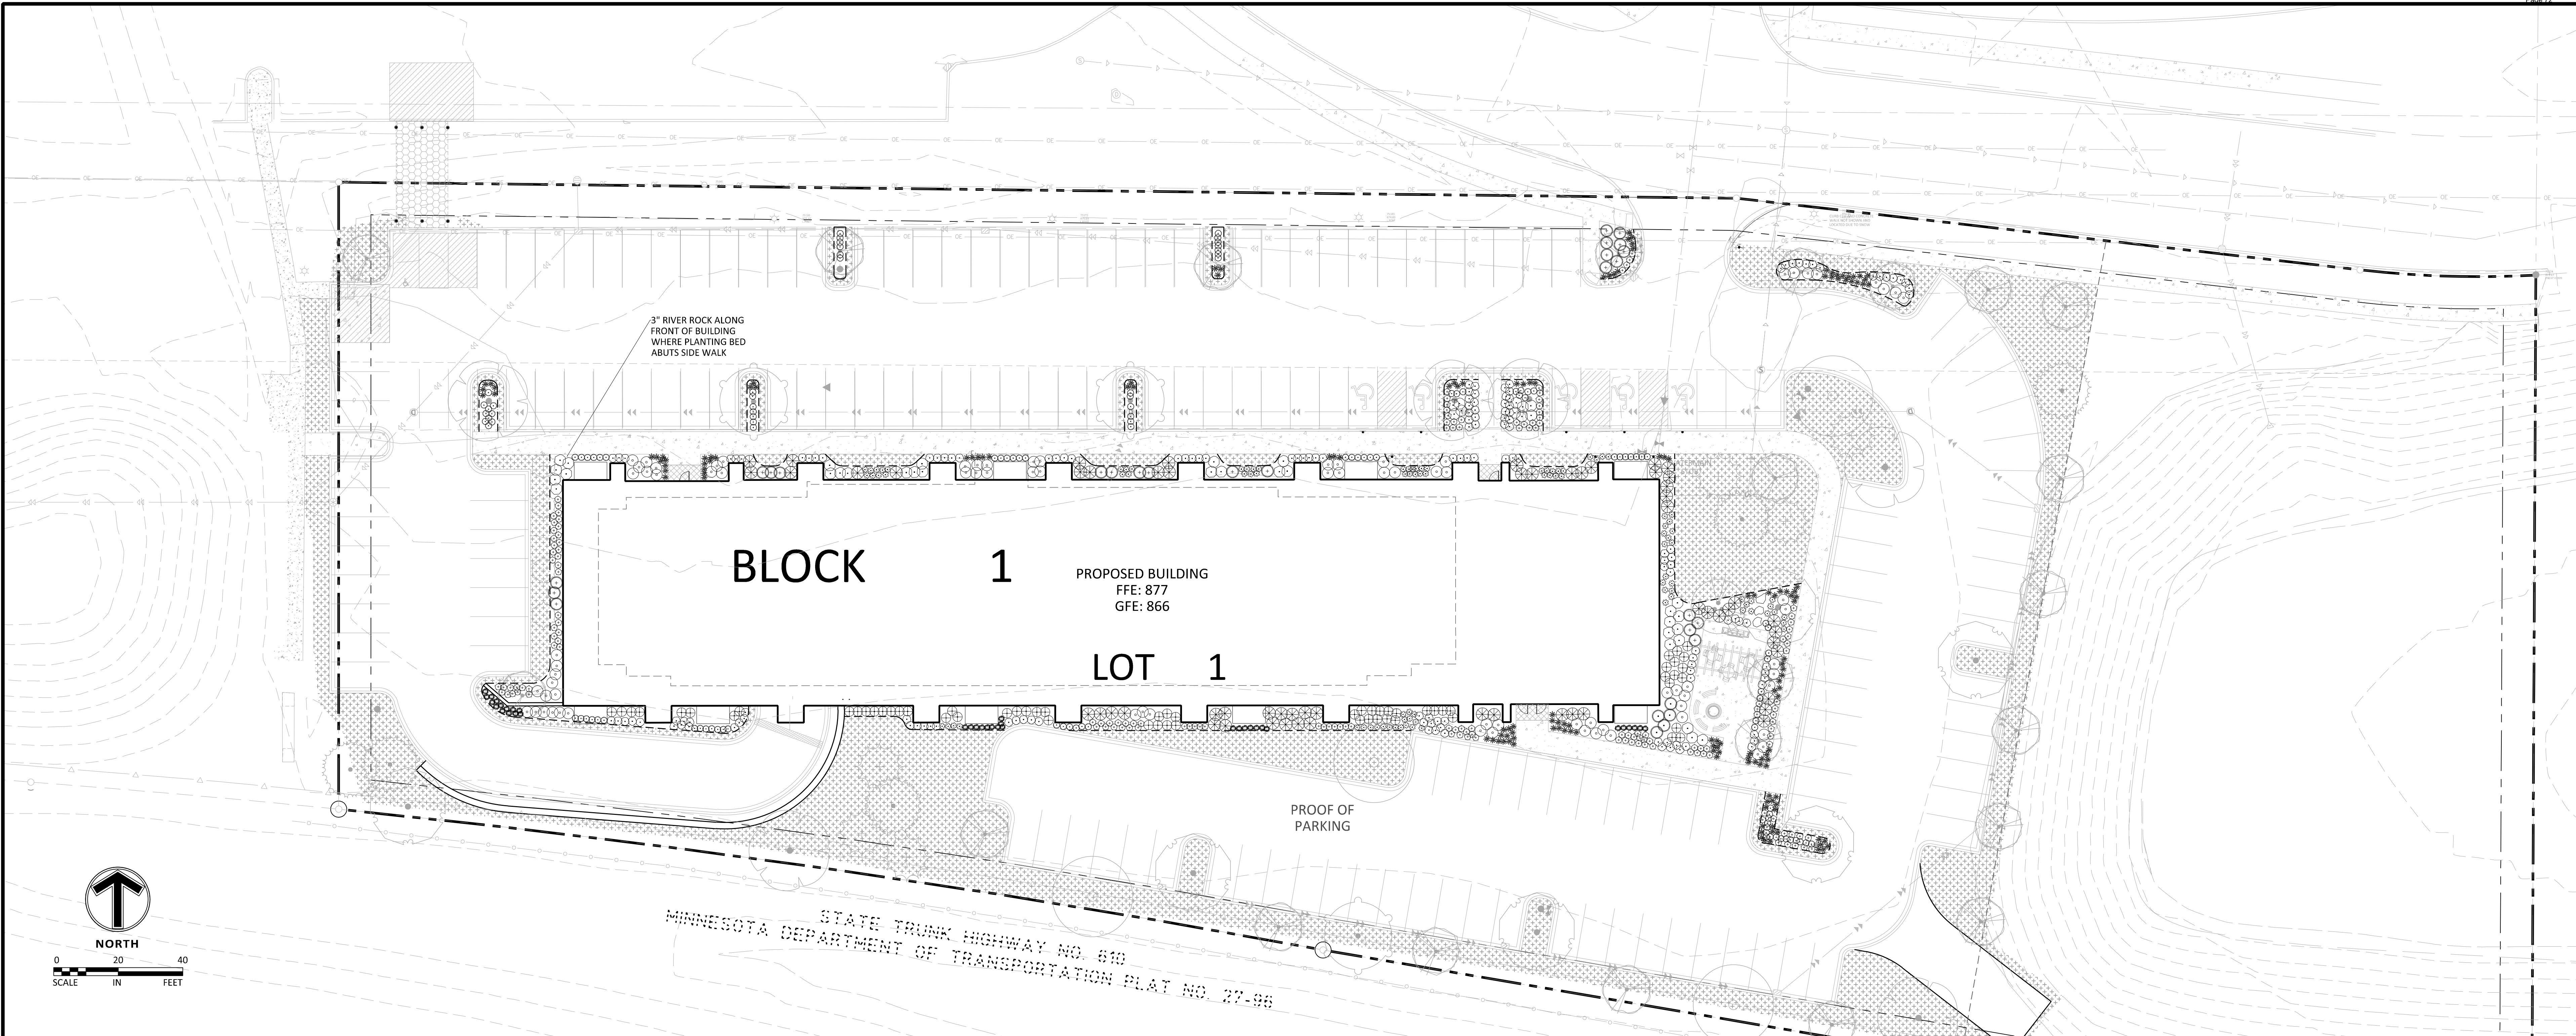 3" RIVER ROCK ALONG
FRONT OF BUILDING
WHERE PLANTING BED
ABUTS SIDE WALK
BLOCK 1
PROPOSED BUILDING
FFE: 877
GFE: 866
LOT 1
PROOF OF
PARKING
STATE TRUNK HIGHWAY NO. 610
MINNESOTA DEPARTMENT OF TRANSPORTATION PLAT NO. 27-96
NORTH
0 20 40
SCALE IN FEET